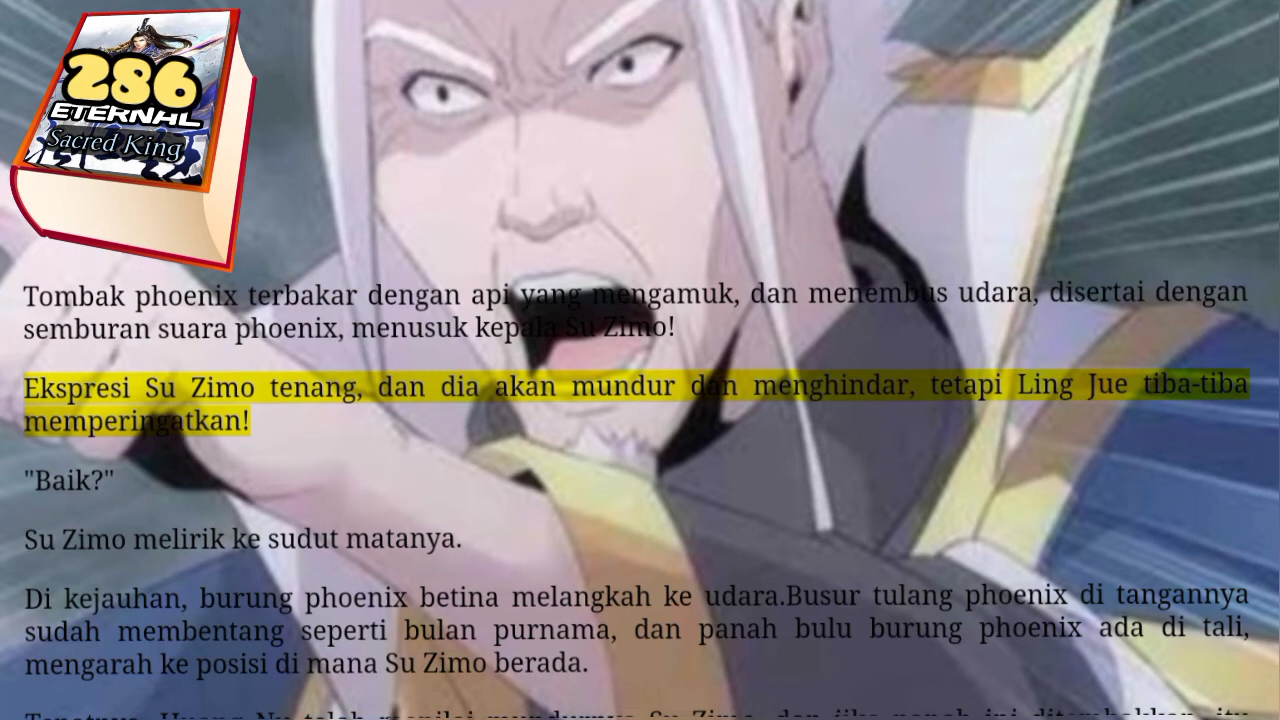 286
ETERNAL
Sacred King
Tombak phoenix terbakar dengan api yang mengamuk, dan menembus udara, disertai dengan
semburan suara phoenix, menusuk kepala Su Zimo!
Ekspresi Su Zimo tenang, dan dia akan mundur dan menghindar, tetapi Ling Jue tiba-tiba
memperingatkan!
"Baik?"
Su Zimo melirik ke sudut matanya.
Di kejauhan, burung phoenix betina melangkah ke udara.Busur tulang phoenix di tangannya
sudah membentang seperti bulan purnama, dan panah bulu burung phoenix ada di tali,
mengarah ke posisi di mana Su Zimo berada.